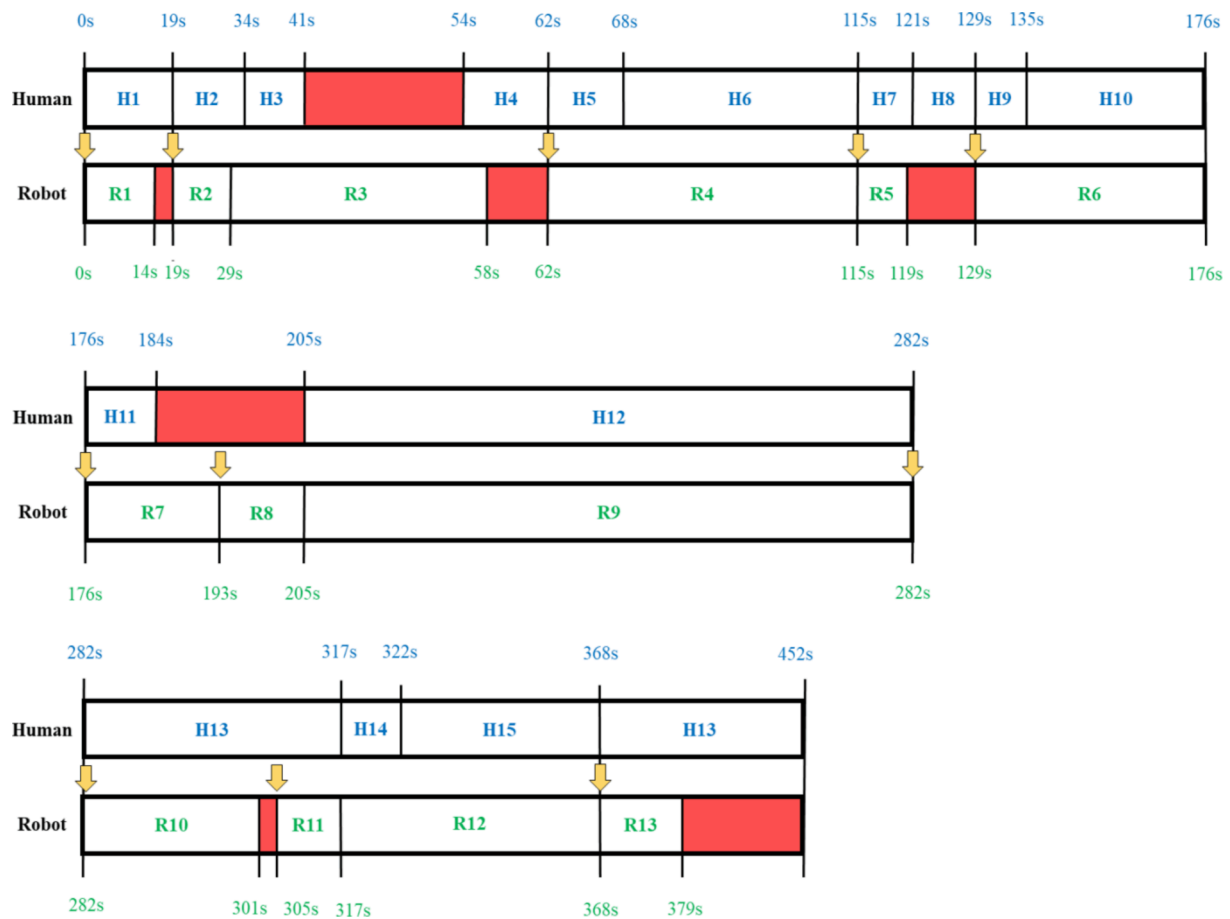 0s 19s 34s 41s 54s 62s 68s 115s 121s 129s 135s 176s
Human H1 H2 H3 H4 H5 H6 H7 H8 H9 H10
Robot R1 R2 R3 R4 R5 R6
0s 14s 19s 29s 58s 62s 115s 119s 129s 176s
176s 184s 205s 282s
Human H11 H12
Robot R7 R8 R9
176s 193s 205s 282s
282s 317s 322s 368s 452s
Human H13 H14 H15 H13
Robot R10 R11 R12 R13
282s 301s 305s 317s 368s 379s